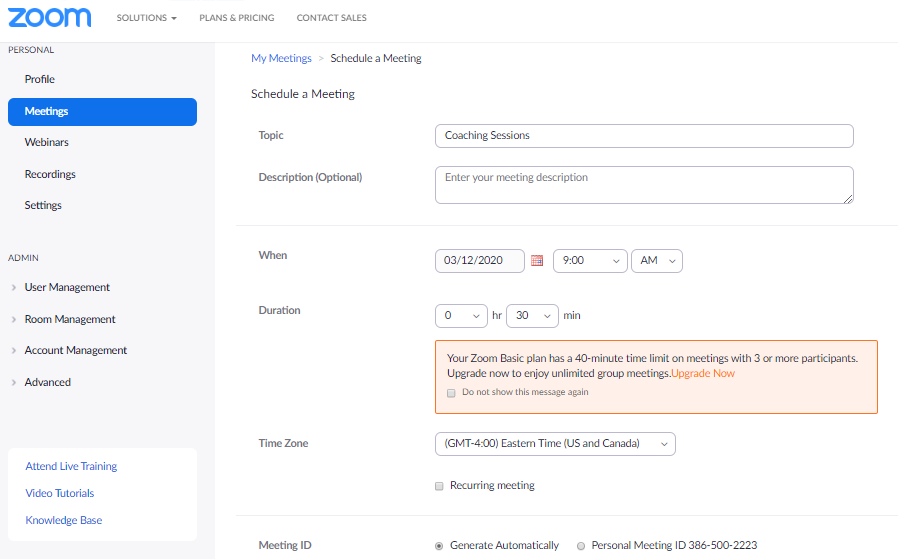 zoom SOLUTIONS PLANS & PRICING CONTACT SALES
PERSONAL
Profile
Meetings
Webinars
Recordings
Settings
ADMIN
User Management
Room Management
Account Management
Advanced
Attend Live Training
Video Tutorials
Knowledge Base
My Meetings > Schedule a Meeting
Schedule a Meeting
Topic Coaching Sessions
Description (Optional) Enter your meeting description
When 03/12/2020 9:00 AM
Duration 0 hr 30 min
Your Zoom Basic plan has a 40-minute time limit on meetings with 3 or more participants.
Upgrade now to enjoy unlimited group meetings.Upgrade Now
Do not show this message again
Time Zone (GMT-4:00) Eastern Time (US and Canada)
Recurring meeting
Meeting ID Generate Automatically Personal Meeting ID 386-500-2223